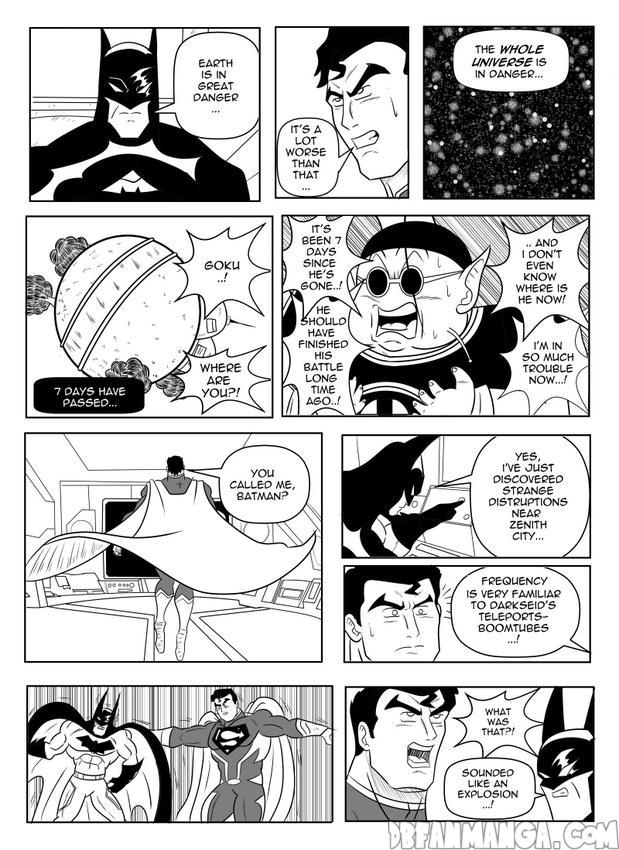 EARTH
IS IN
GREAT
DANGER
...
IT'S A
LOT
WORSE
THAN
THAT
...
THE WHOLE
UNIVERSE IS
IN DANGER...
GOKU
..!
WHERE
ARE
YOU?!
7 DAYS HAVE
PASSED...
IT'S
BEEN 7
DAYS
SINCE
HE'S
GONE..!
HE
SHOULD
HAVE
FINISHED
HIS
BATTLE
LONG
TIME
AGO..!
.. AND
I DON'T
EVEN
KNOW
WHERE IS
HE NOW!
I'M IN
SO MUCH
TROUBLE
NOW...!
YOU
CALLED ME,
BATMAN?
YES,
I'VE JUST
DISCOVERED
STRANGE
DISTRUPTIONS
NEAR
ZENITH
CITY...
FREQUENCY
IS VERY FAMILIAR
TO DARKSEID'S
TELEPORTS-
BOOMTUBES
...!
S
WHAT
WAS
THAT?!
SOUNDED
LIKE AN
EXPLOSION
...!
DBFANMANGA.COM